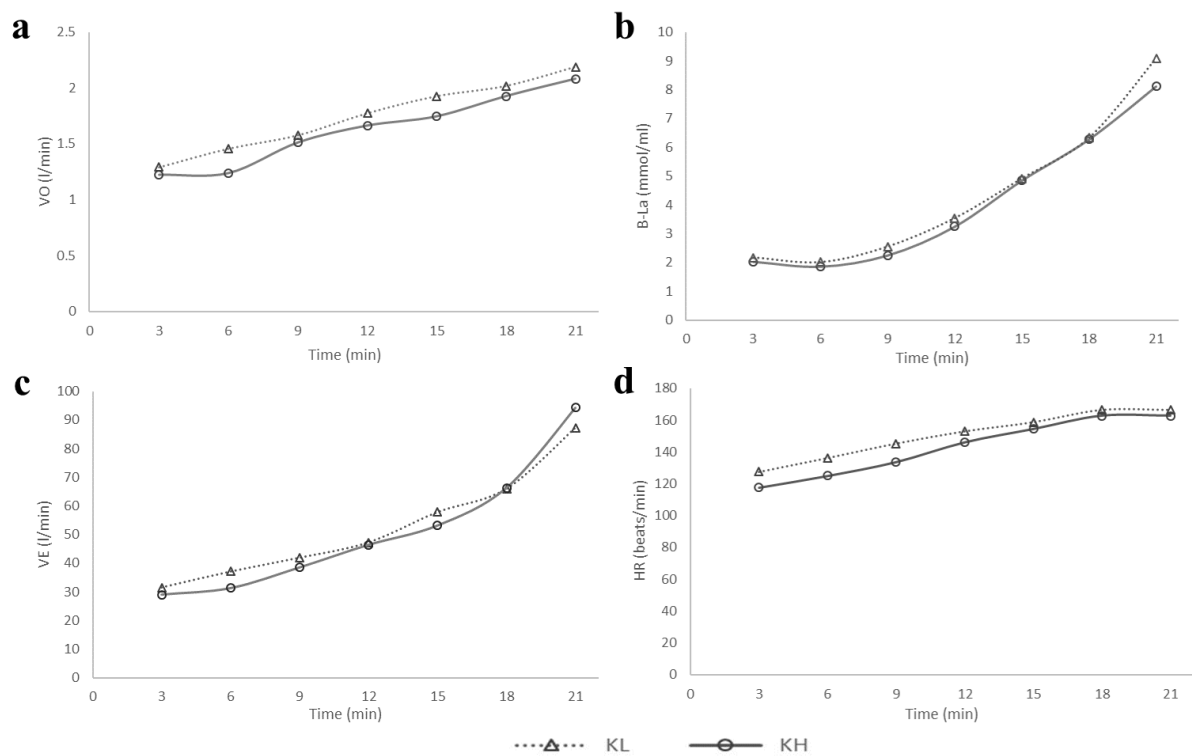 a
2.5
2
1.5
1
0.5
0
VO (l/min)
0 3 6 9 12 15 18 21
Time (min)
b
10
9
8
7
6
5
4
3
2
1
0
B-La (mmol/ml)
0 3 6 9 12 15 18 21
Time (min)
c
100
90
80
70
60
50
40
30
20
10
0
VE (l/min)
0 3 6 9 12 15 18 21
Time (min)
d
180
160
140
120
100
80
60
40
20
0
HR (beats/min)
0 3 6 9 12 15 18 21
Time (min)
KL KH